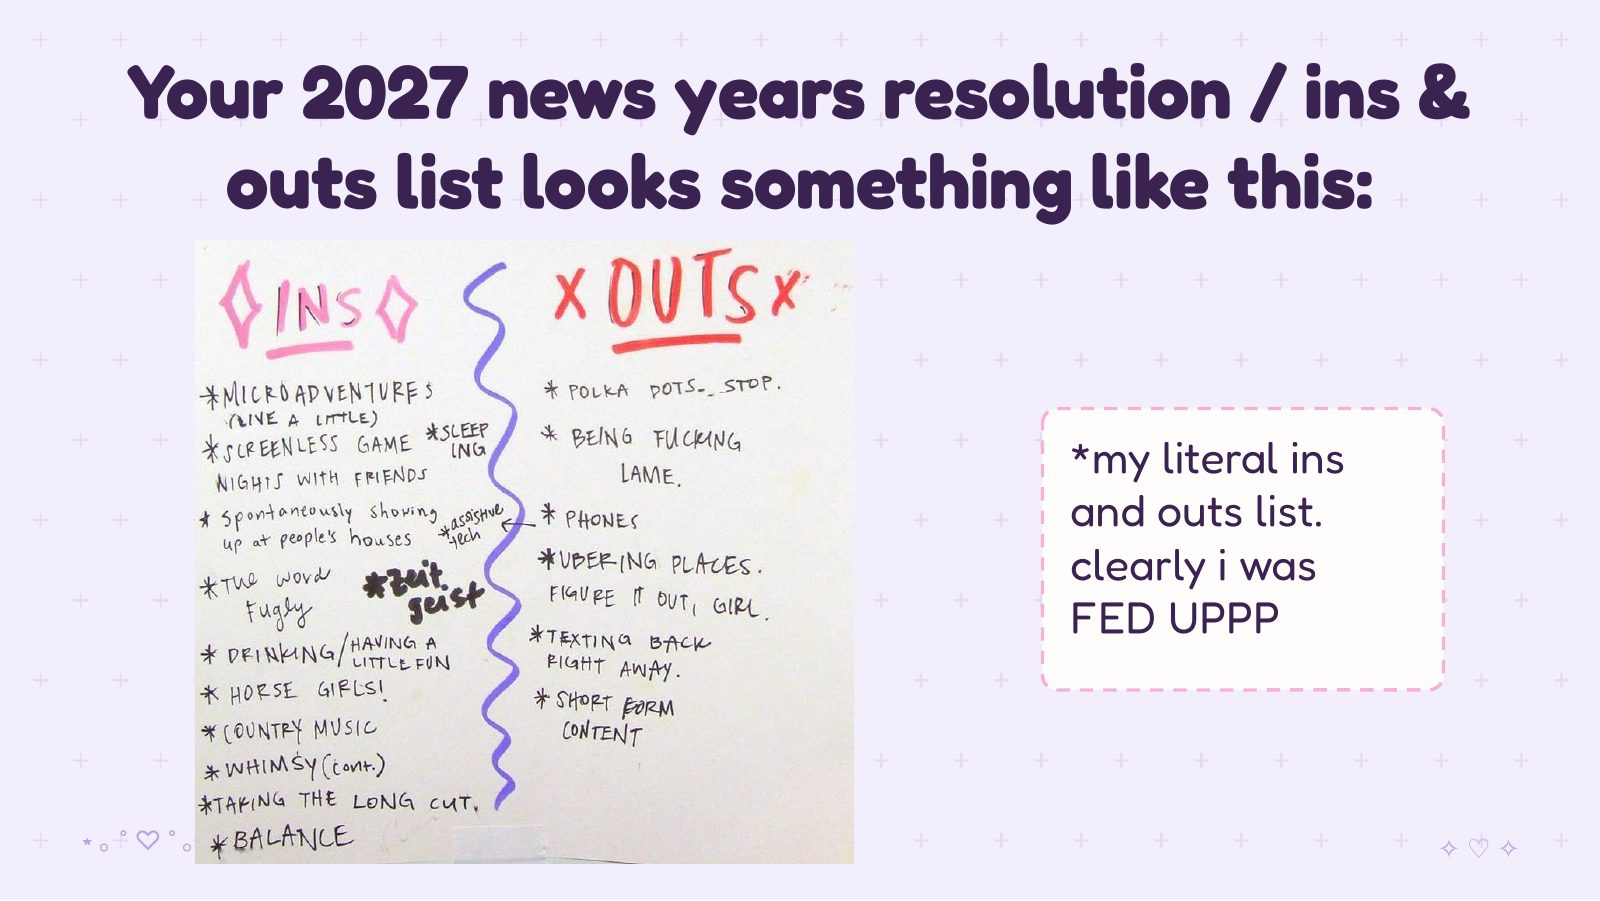 Your 2027 news years resolution / ins &
outs list looks something like this:
INS
*MICROADVENTURES
(LIVE A LITTLE)
*SCREENLESS GAME
NIGHTS WITH FRIENDS
*SLEEP
ING
* Spontaneously showing
up at people's houses
*assistive
tech
*THE word
Fugly
*Zeit
geist
* DRINKING/HAVING A
LITTLE FUN
* HORSE GIRLS!
*COUNTRY MUSIC
*WHIMSY (cont.)
*TAKING THE LONG CUT.
*BALANCE
X OUTS X
* POLKA DOTS... STOP.
* BEING FUCKING
LAME.
* PHONES
*UBERING PLACES.
FIGURE IT OUT, GIRL.
*TEXTING BACK
RIGHT AWAY.
* SHORT FORM
CONTENT
*my literal ins
and outs list.
clearly i was
FED UPPP